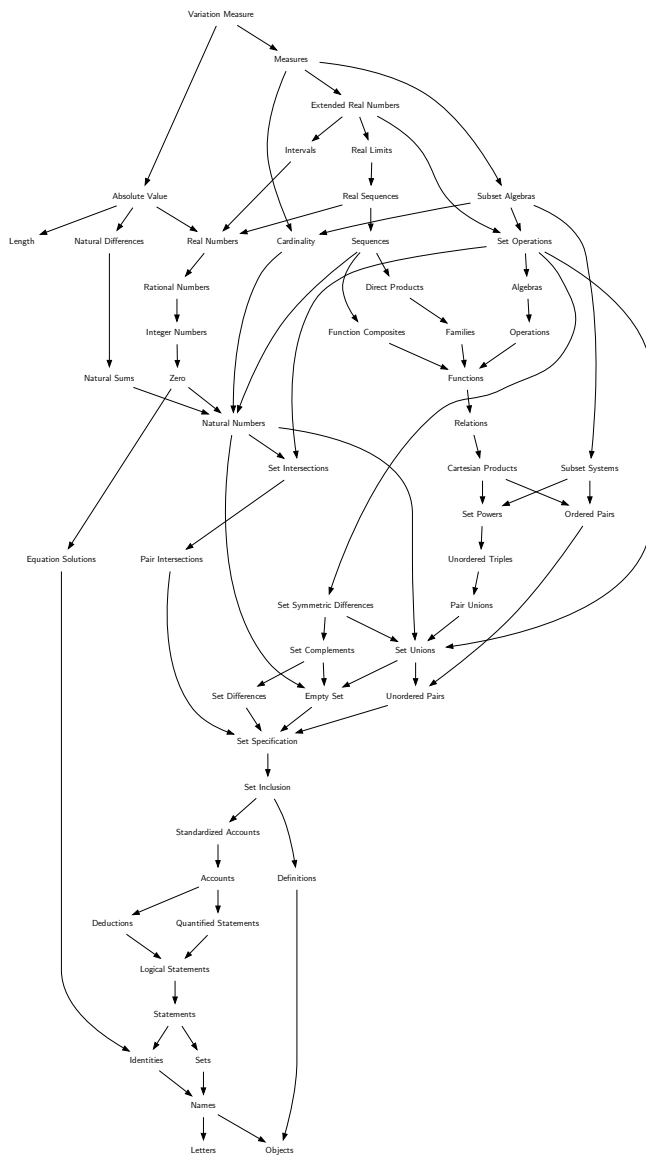 Variation Measure
Measures
Extended Real Numbers
Intervals
Real Limits
Absolute Value
Real Sequences
Subset Algebras
Length
Natural Differences
Real Numbers
Cardinality
Sequences
Set Operations
Rational Numbers
Direct Products
Algebras
Integer Numbers
Function Composites
Families
Operations
Natural Sums
Zero
Functions
Natural Numbers
Relations
Set Intersections
Cartesian Products
Subset Systems
Set Powers
Ordered Pairs
Equation Solutions
Pair Intersections
Unordered Triples
Set Symmetric Differences
Pair Unions
Set Complements
Set Unions
Set Differences
Empty Set
Unordered Pairs
Set Specification
Set Inclusion
Standardized Accounts
Accounts
Definitions
Deductions
Quantified Statements
Logical Statements
Statements
Identities
Sets
Names
Letters
Objects